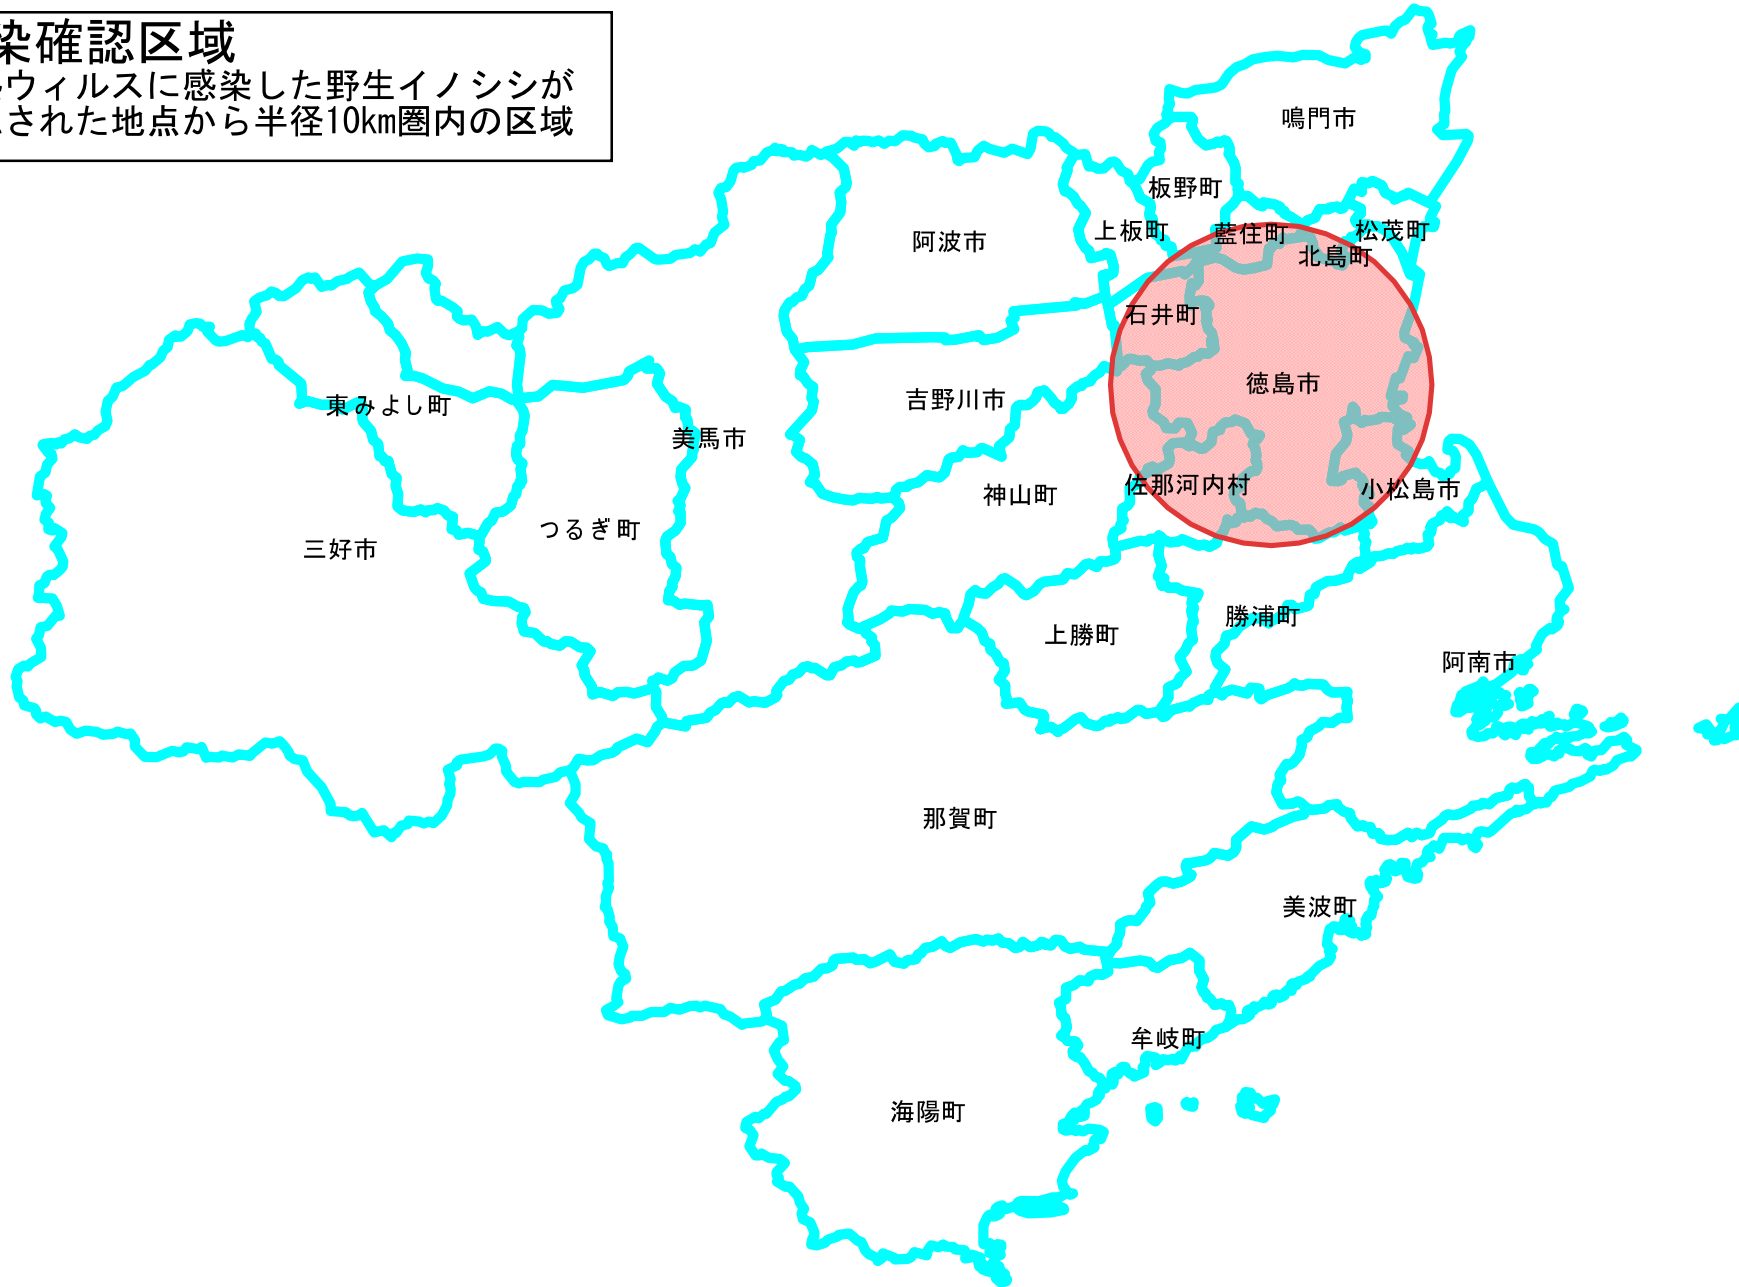 染確認区域
ウィルスに感染した野生イノシシが
された地点から半径10km圏内の区域
鳴門市
板野町
上板町
藍住町
松茂町
北島町
阿波市
石井町
徳島市
吉野川市
東みよし町
美馬市
佐那河内村
小松島市
神山町
つるぎ町
三好市
勝浦町
上勝町
阿南市
那賀町
美波町
牟岐町
海陽町